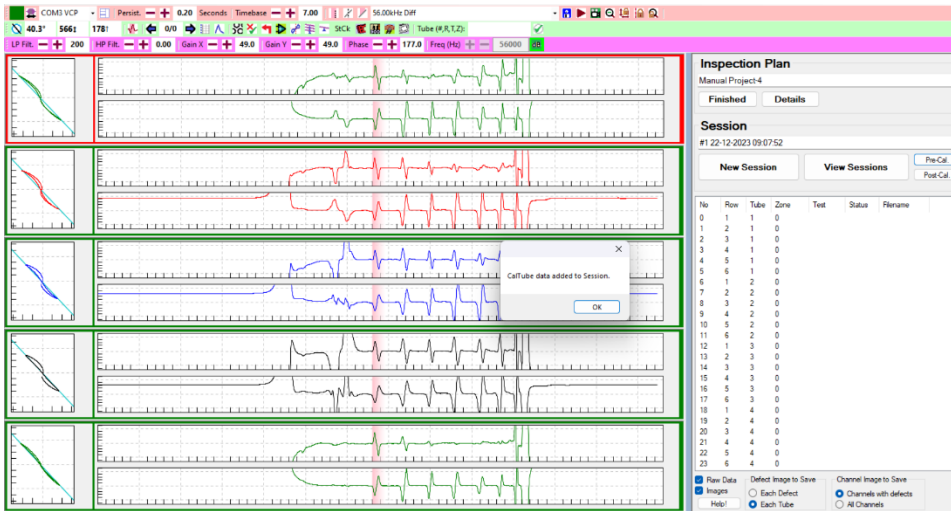 COM3 VCP Persist. 0.20 Seconds Timebase 7.00 56.00kHz Diff
40.3° 566↕ 178↑ 0/0 StCk Tube (#,R,T,Z):
LP Filt. 200 HP Filt. 0.00 Gain X 49.0 Gain Y 49.0 Phase 177.0 Freq (Hz) 56000 dB
Inspection Plan
Manual Project-4
Finished Details
Session
#1 22-12-2023 09:07:52
New Session View Sessions Pre-Cal.
Post-Cal.
No Row Tube Zone Test Status Filename
0 1 1 0
1 2 1 0
2 3 1 0
3 4 1 0
4 5 1 0
5 6 1 0
6 1 2 0
7 2 2 0
8 3 2 0
9 4 2 0
10 5 2 0
11 6 2 0
12 1 3 0
13 2 3 0
14 3 3 0
15 4 3 0
16 5 3 0
17 6 3 0
18 1 4 0
19 2 4 0
20 3 4 0
21 4 4 0
22 5 4 0
23 6 4 0
CalTube data added to Session.
OK
Raw Data Defect Image to Save Channel Image to Save
Images Each Defect Channels with defects
Help! Each Tube All Channels